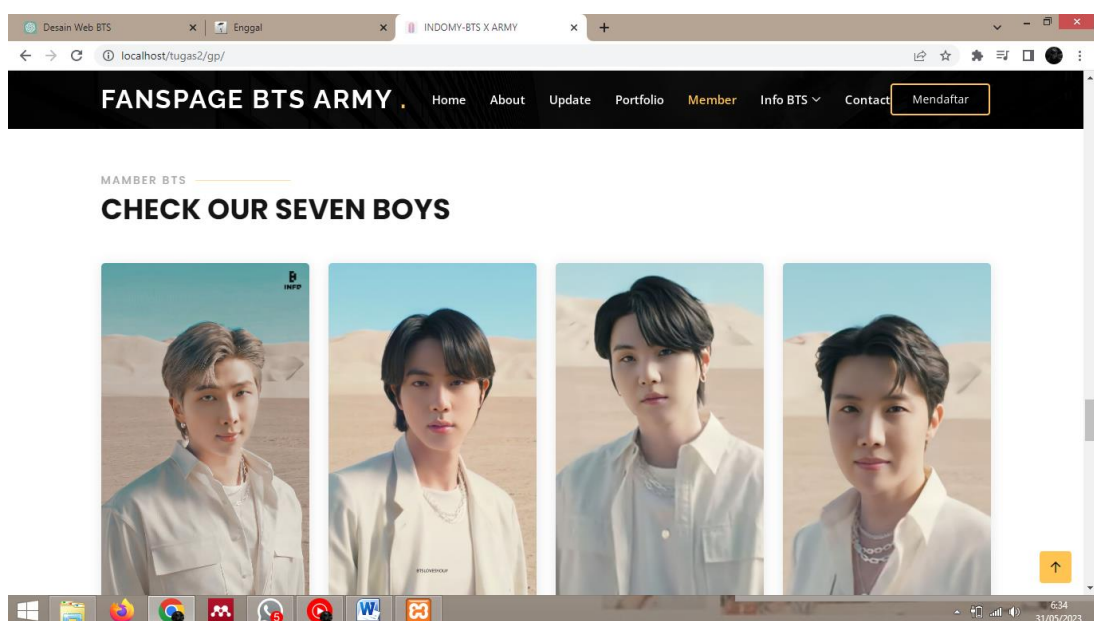 Desain Web BTS
Enggal
INDOMY-BTS X ARMY
localhost/tugas2/gp/
FANSPAGE BTS ARMY .
Home About Update Portfolio Member Info BTS Contact Mendaftar
MAMBER BTS
CHECK OUR SEVEN BOYS
INFO
6:34
31/05/2023